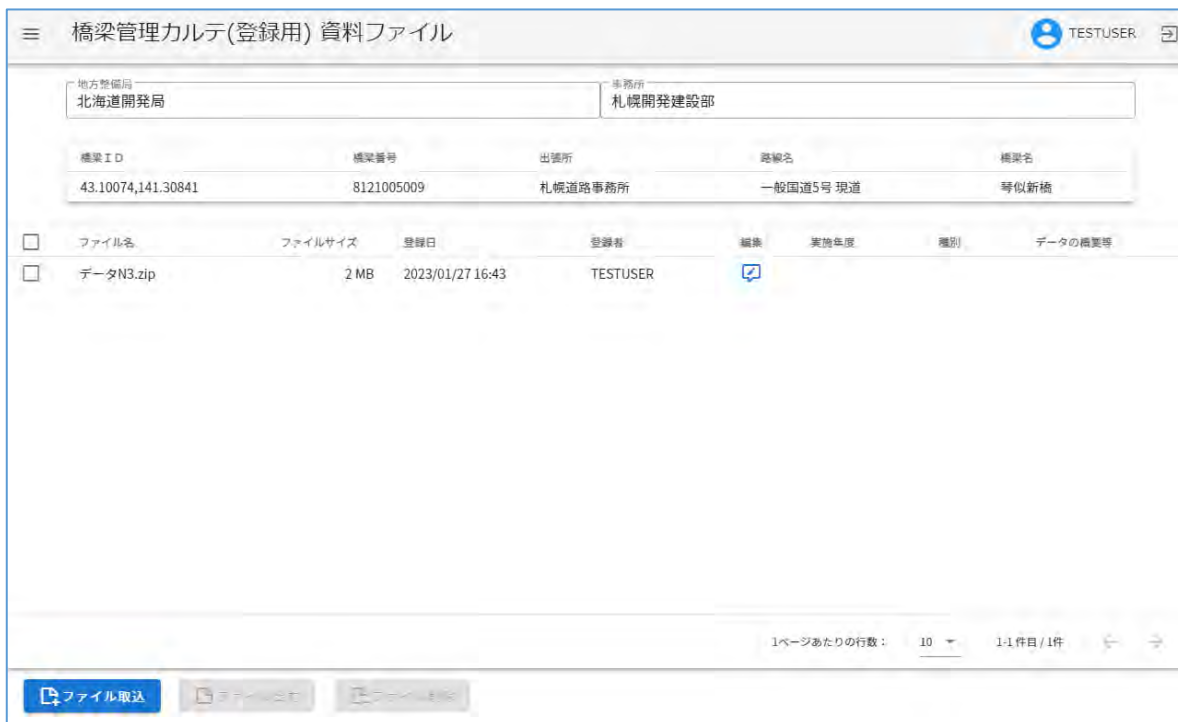 橋梁管理カルテ(登録用) 資料ファイル
TESTUSER
地方整備局
北海道開発局
事務所
札幌開発建設部
橋梁ID 橋梁番号 出張所 路線名 橋梁名
43.10074,141.30841 8121005009 札幌道路事務所 一般国道5号 現道 琴似新橋
ファイル名 ファイルサイズ 登録日 登録者 編集 実施年度 種別 データの概要等
データN3.zip 2 MB 2023/01/27 16:43 TESTUSER
1ページあたりの行数: 10 1-1 件目 / 1件
ファイル取込